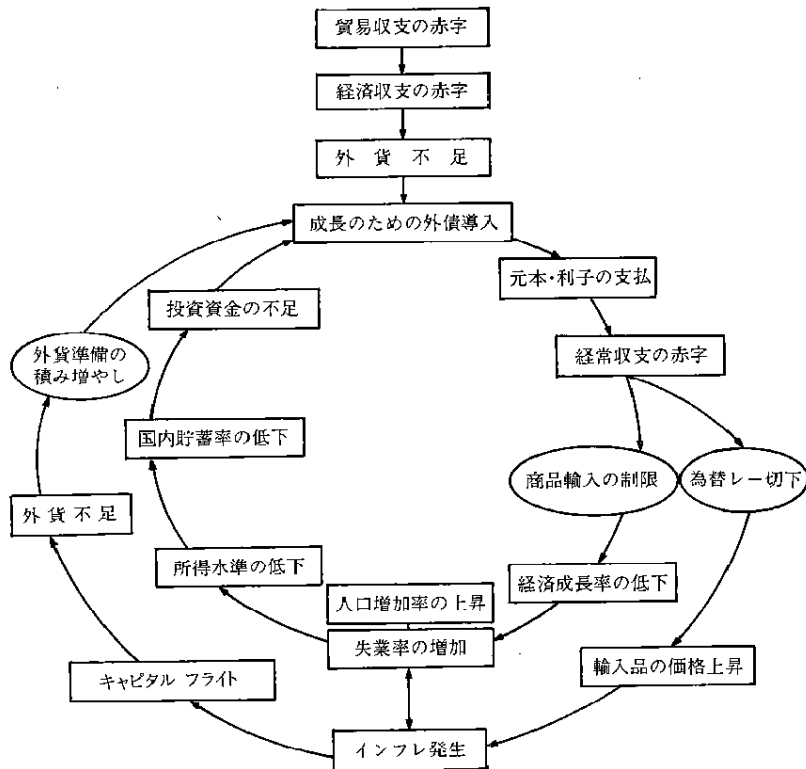 貿易収支の赤字
経済収支の赤字
外貨不足
成長のための外債導入
元本・利子の支払
投資資金の不足
外貨準備の
積み増やし
経常収支の赤字
国内貯蓄率の低下
商品輸入の制限
為替レー切下
外貨不足
所得水準の低下
経済成長率の低下
人口増加率の上昇
失業率の増加
キャピタル フライト
輸入品の価格上昇
インフレ発生